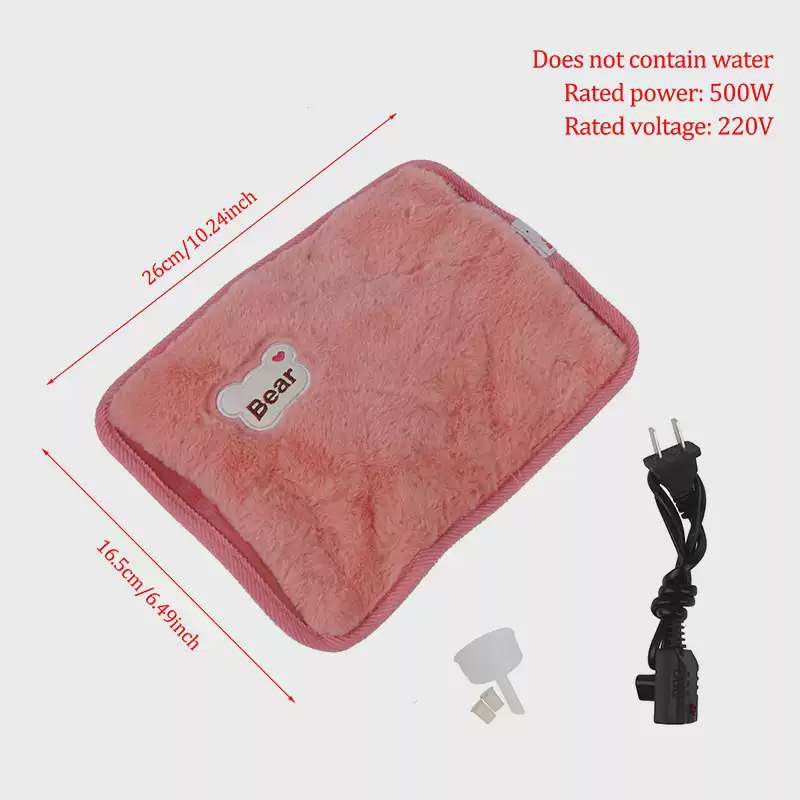 Does not contain water
Rated power: 500W
Rated voltage: 220V
26cm/10.24inch
Bear
16.5cm/6.49inch